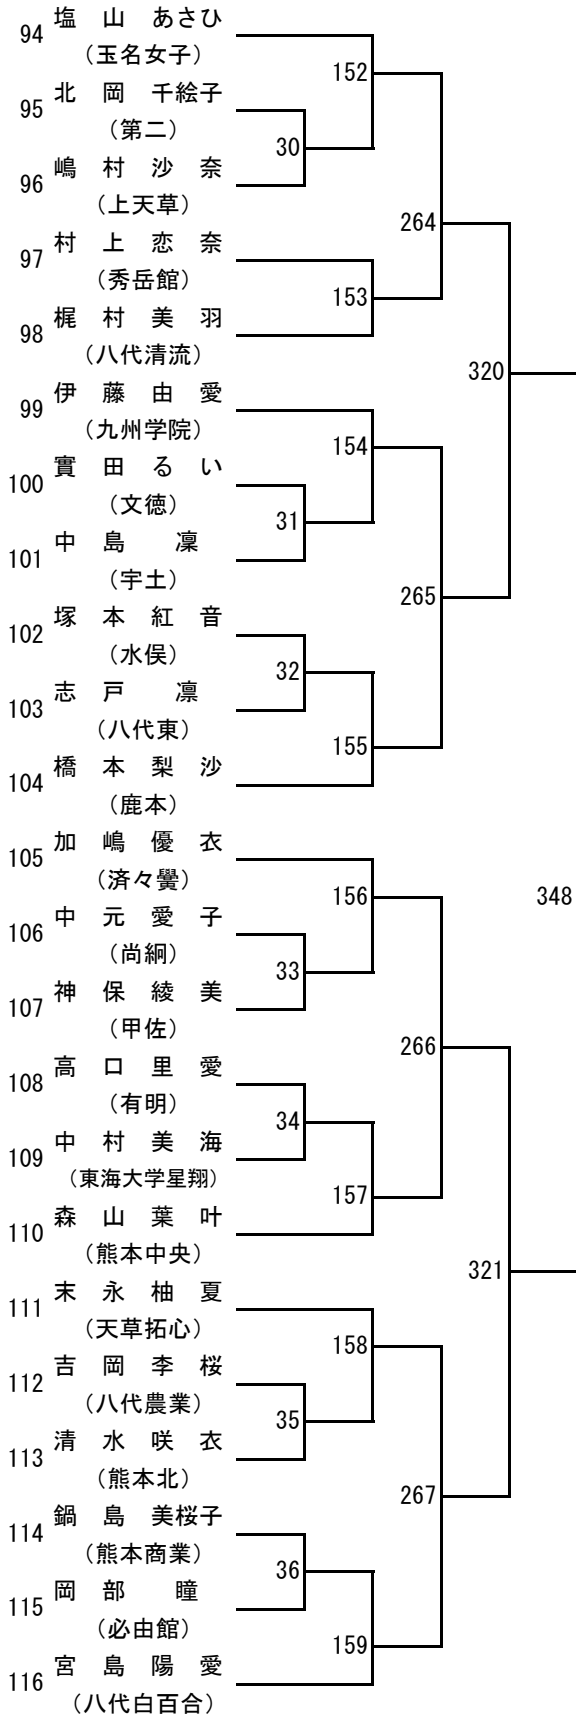 94 塩山 あさひ
(玉名女子)
152
95 北岡 千絵子
(第二)
30
96 嶋村沙奈
(上天草)
264
97 村上恋奈
(秀岳館)
153
98 梶村美羽
(八代清流)
320
99 伊藤由愛
(九州学院)
154
100 實田るい
(文徳)
31
101 中島 凜
(宇土)
265
102 塚本紅音
(水俣)
32
103 志戸 凛
(八代東)
155
104 橋本梨沙
(鹿本)
105 加嶋優衣
(済々黌)
156
348
106 中元愛子
(尚絅)
33
107 神保綾美
(甲佐)
266
108 高口里愛
(有明)
34
109 中村美海
(東海大学星翔)
157
110 森山葉叶
(熊本中央)
321
111 末永柚夏
(天草拓心)
158
112 吉岡李桜
(八代農業)
35
113 清水咲衣
(熊本北)
267
114 鍋島 美桜子
(熊本商業)
36
115 岡部 瞳
(必由館)
159
116 宮島陽愛
(八代白百合)